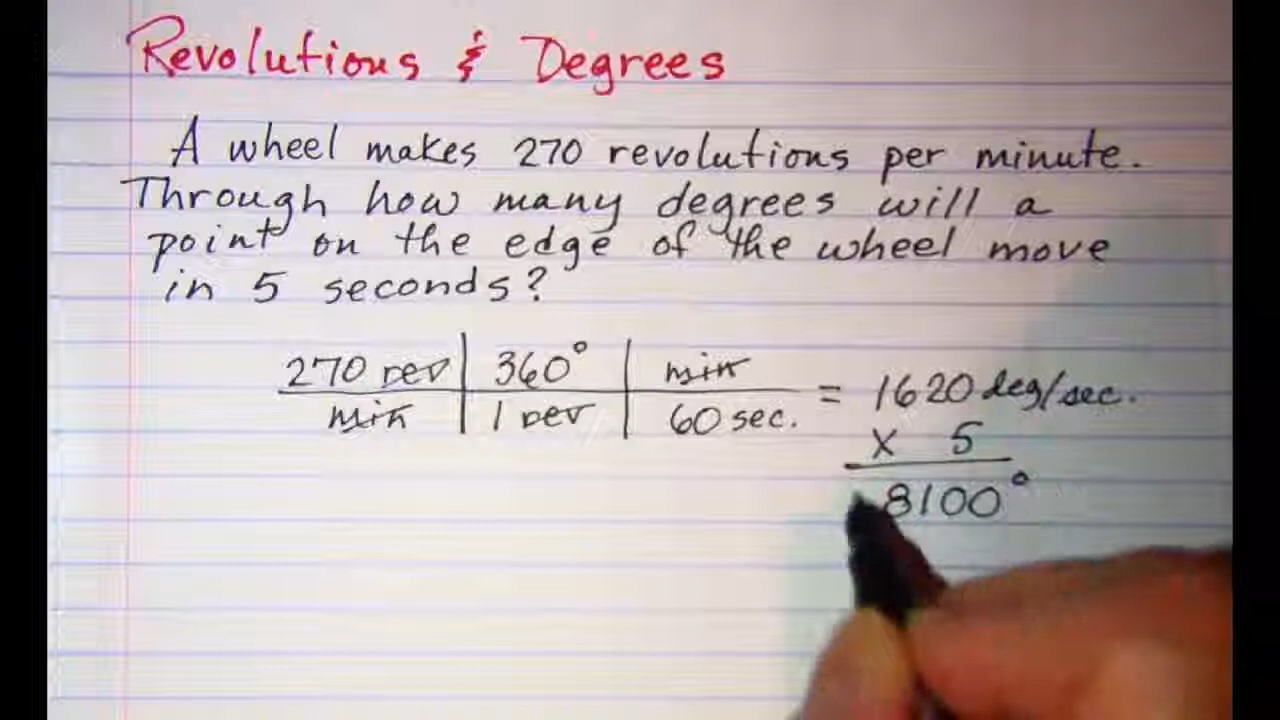 Revolutions & Degrees
A wheel makes 270 revolutions per minute.
Through how many degrees will a
point on the edge of the wheel move
in 5 seconds?
270 rev | 360° | min
min | 1 rev | 60 sec. = 1620 deg/sec.
x 5
8100°